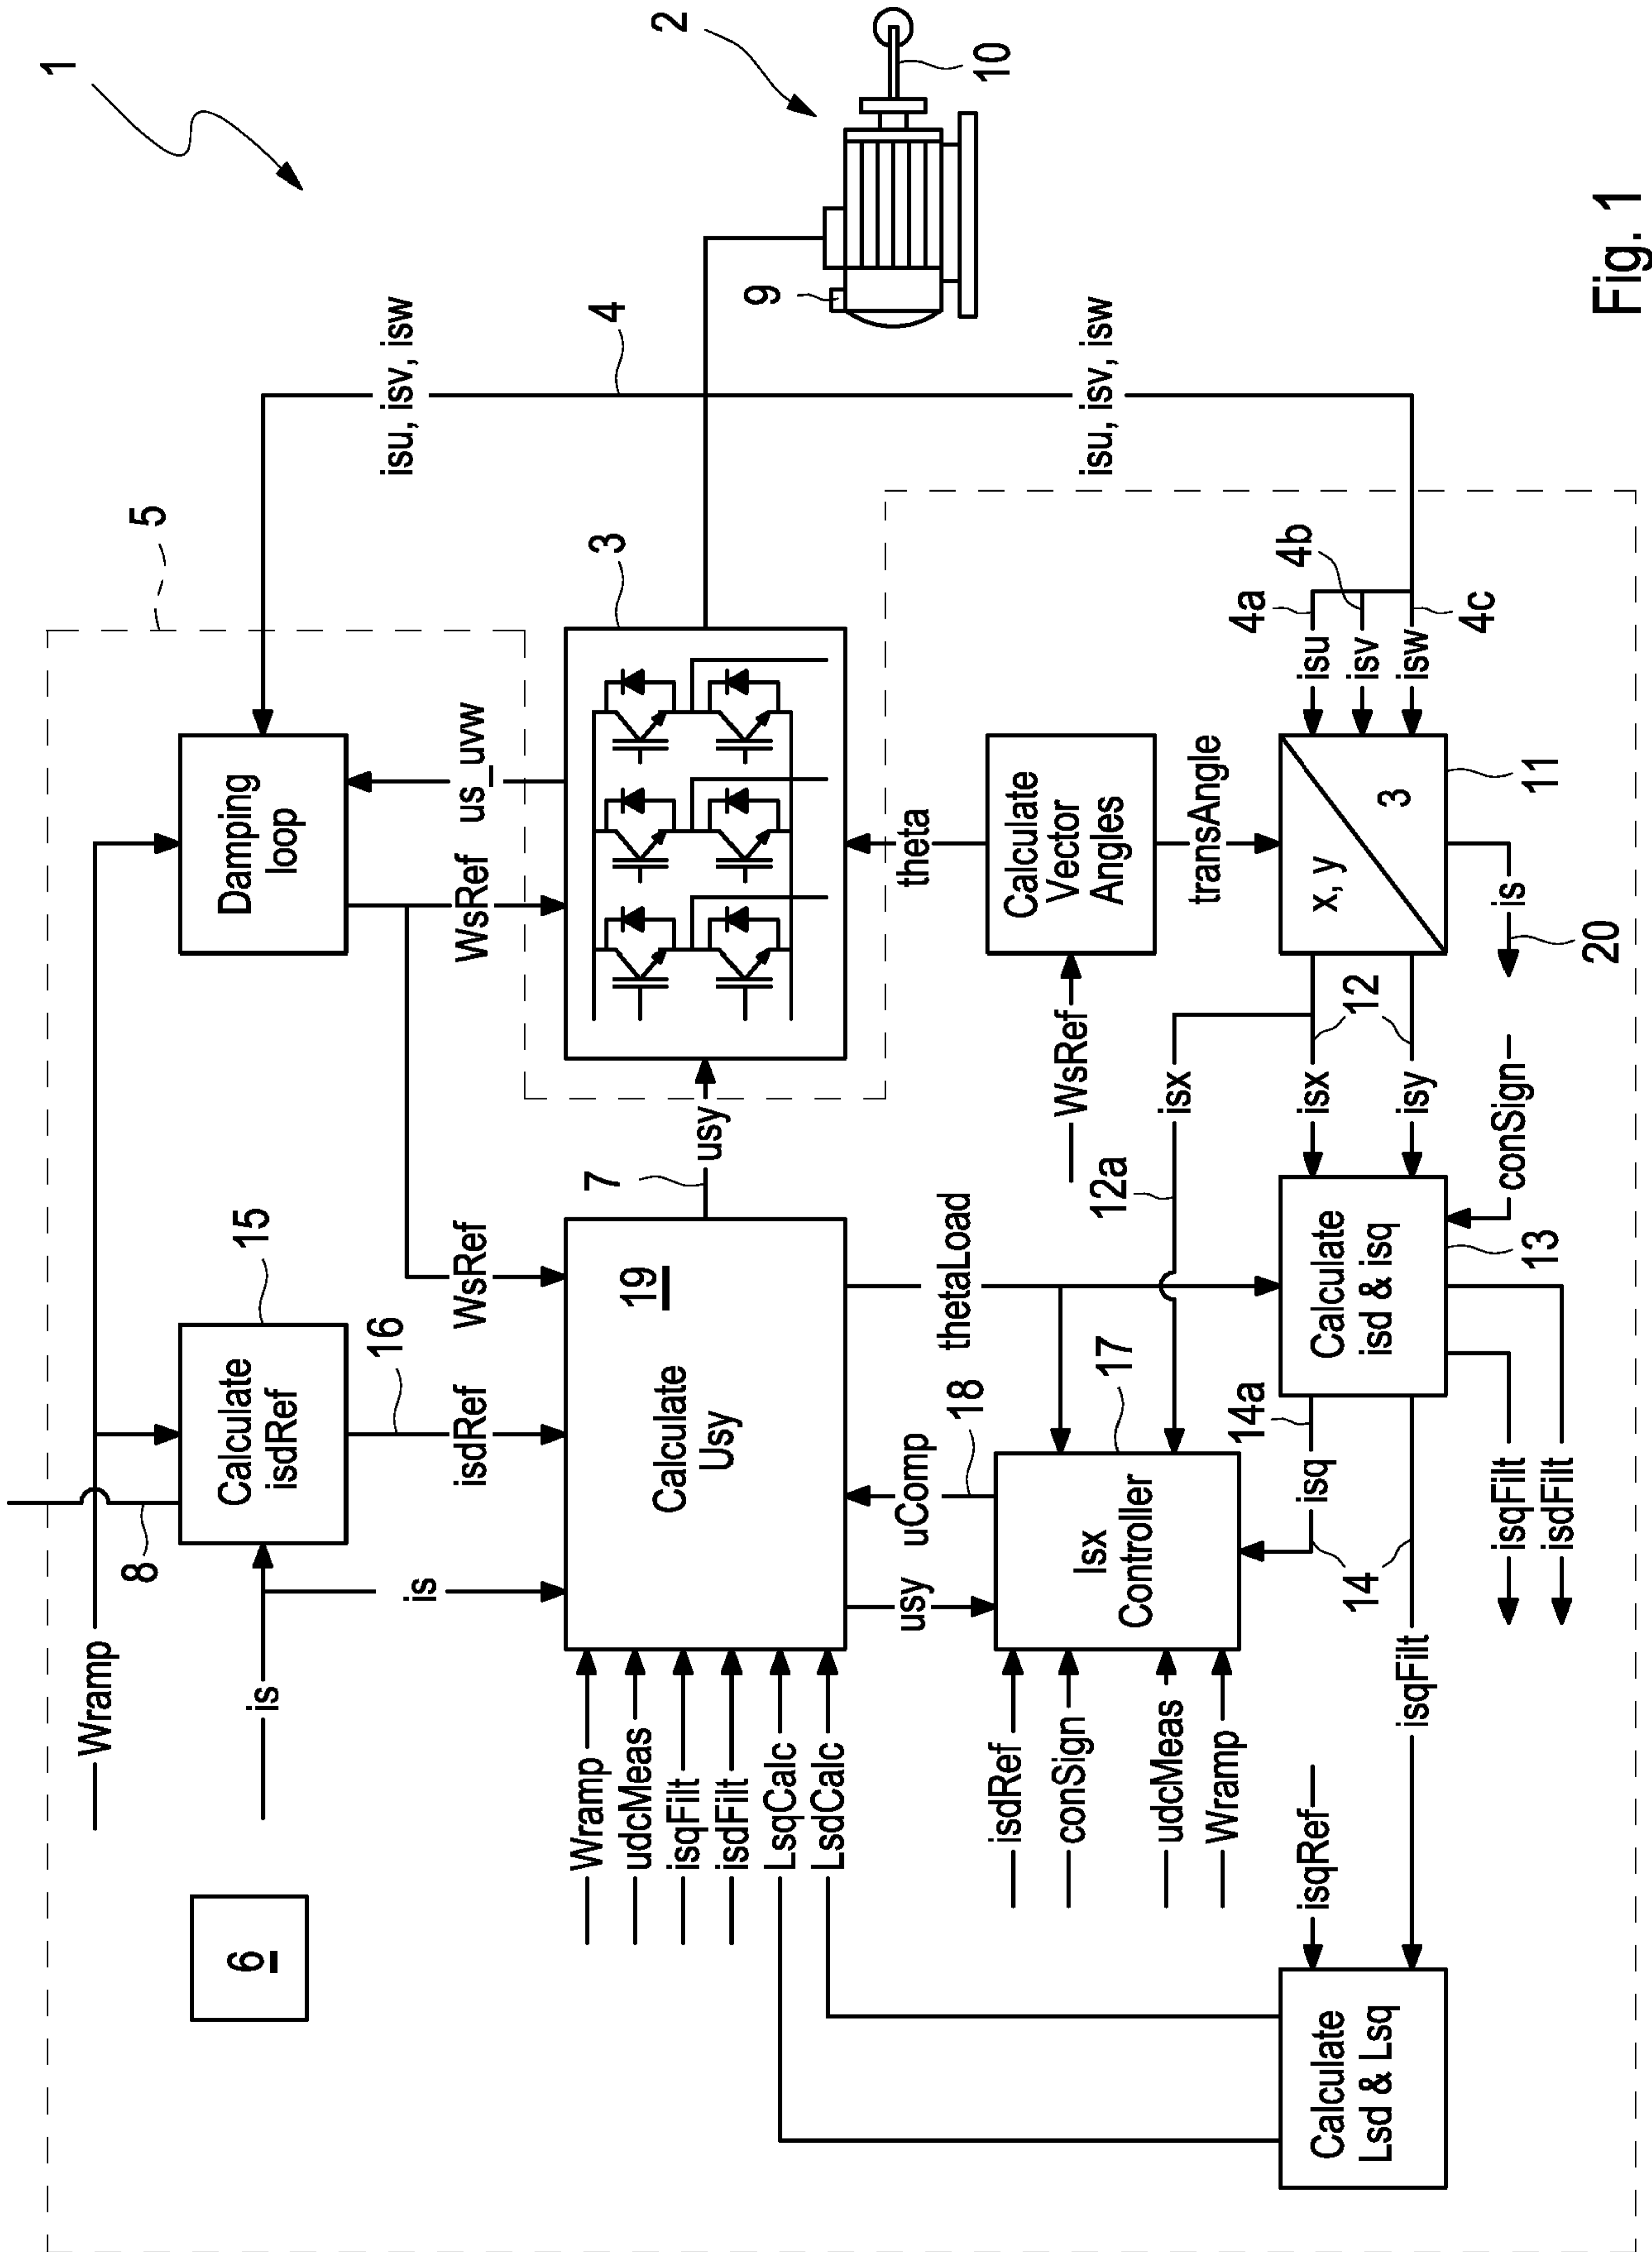 1
2
5
isu, isv, isw
4
9
10
Damping
loop
us_uvw
WsRef
3
Wramp
8
is
Calculate
isdRef
15
16
isdRef
WsRef
is
6
7
usy
19
Calculate
Usy
Wramp
udcMeas
isqFilt
isdFilt
LsqCalc
LsdCalc
theta
WsRef
Calculate
Vector
Angles
transAngle
isu, isv, isw
4a
4b
4c
isu
isv
isw
x, y
3
11
is
20
12
isx
isx
isy
12a
thetaLoad
conSign
Calculate
isd & isq
13
uComp
18
usy
17
Isx
Controller
isdRef
conSign
udcMeas
Wramp
14a
isq
14
isqFilt
isqFilt
isdFilt
isqRef
Calculate
Lsd & Lsq
Fig. 1